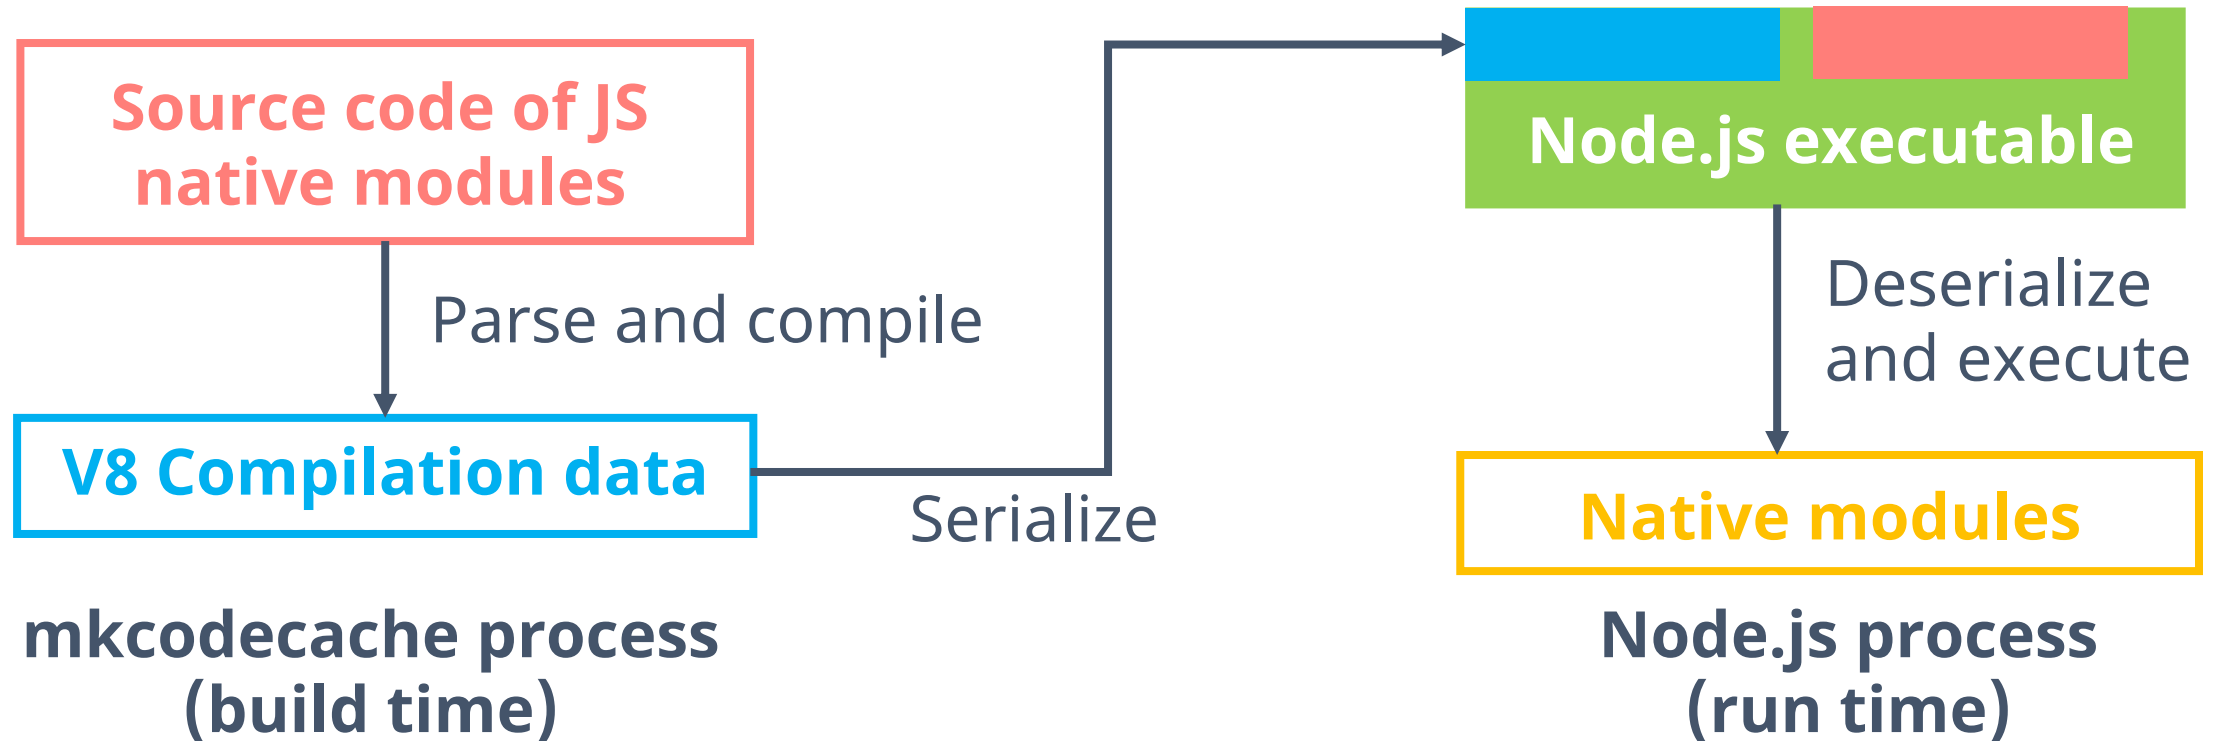 Source code of JS
native modules
Parse and compile
V8 Compilation data
Serialize
mkcodecache process
(build time)
Node.js executable
Deserialize
and execute
Native modules
Node.js process
(run time)